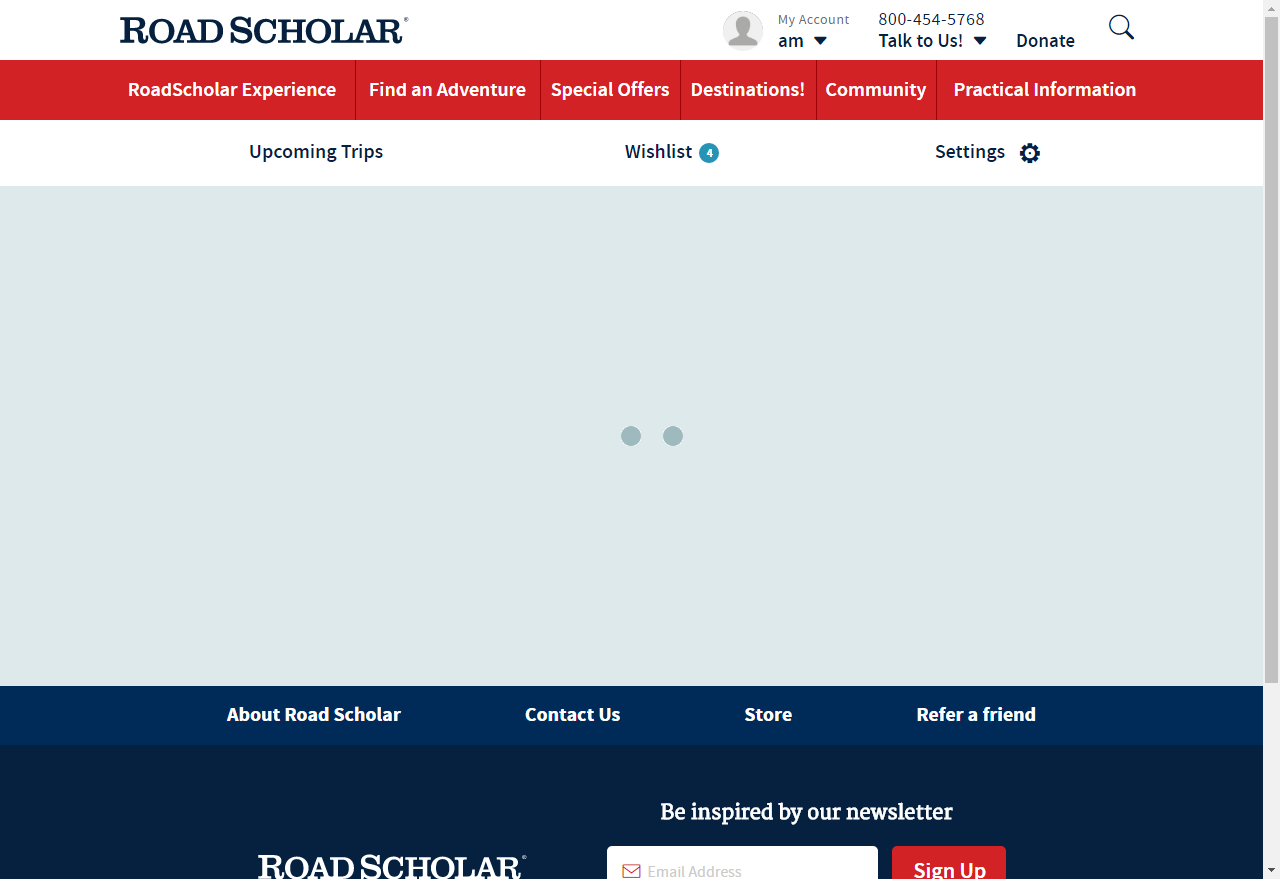 ROAD SCHOLAR®
My Account
am
800-454-5768
Talk to Us!
Donate
RoadScholar Experience
Find an Adventure
Special Offers
Destinations!
Community
Practical Information
Upcoming Trips
Wishlist 4
Settings
About Road Scholar
Contact Us
Store
Refer a friend
Be inspired by our newsletter
ROAD SCHOLAR®
Email Address
Sign Up